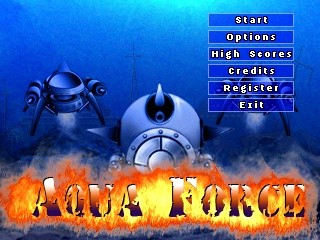 Start
Options
High Scores
Credits
Register
Exit
Aqua Force